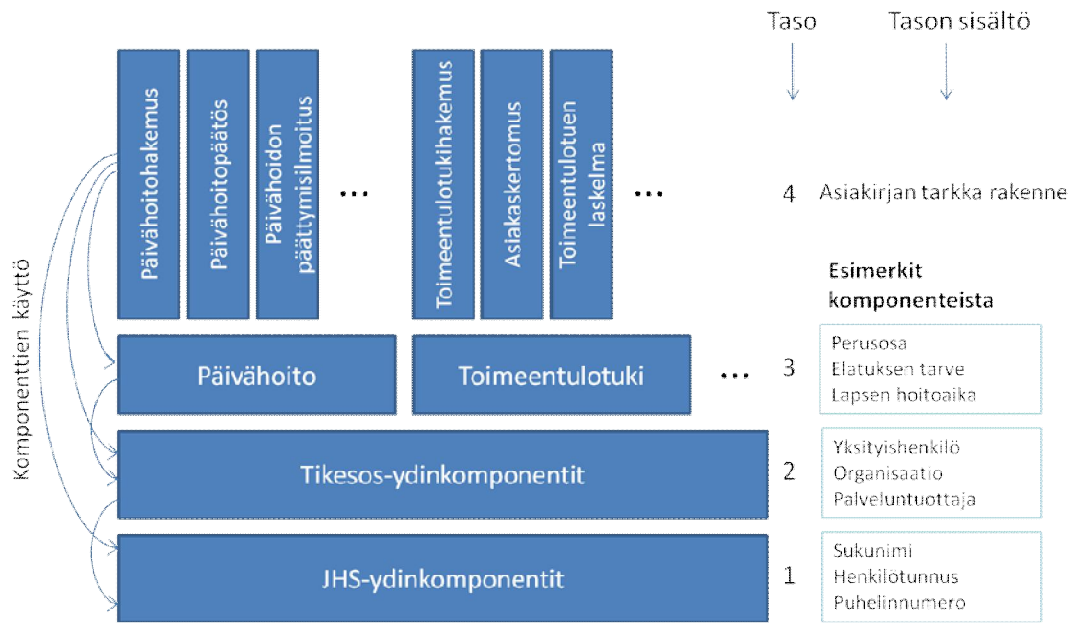 Taso
Tason sisältö
Päivähoitohakemus
Päivähoitopäätös
Päivähoidon
päättymisilmoitus
...
Toimeentulotukihakemus
Asiakaskertomus
Toimeentulotuen
laskelma
...
4
Asiakirjan tarkka rakenne
Komponenttien käyttö
Esimerkit
komponenteista
Päivähoito
Toimeentulotuki
...
3
Perusosa
Elatuksen tarve
Lapsen hoitoaika
Tikesos-ydinkomponentit
2
Yksityishenkilö
Organisaatio
Palveluntuottaja
JHS-ydinkomponentit
1
Sukunimi
Henkilötunnus
Puhelinnumero